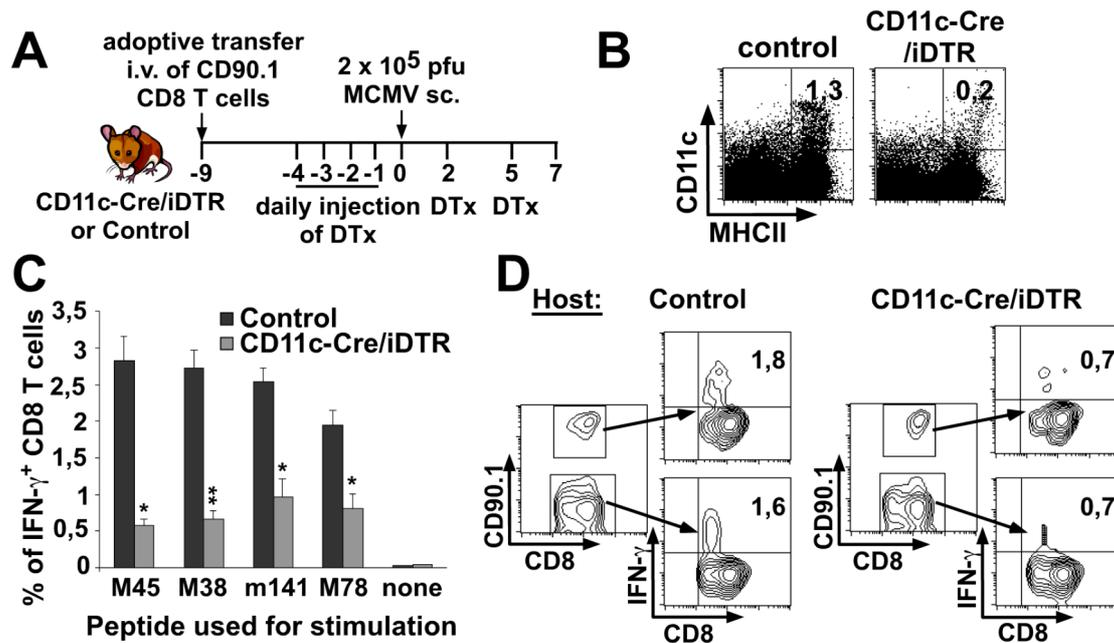 A
adoptive transfer
i.v. of CD90.1
CD8 T cells
2 x 10⁵ pfu
MCMV sc.
-9 -4 -3 -2 -1 0 2 5 7
CD11c-Cre/iDTR
or Control
daily injection DTx DTx
of DTx
B
control
CD11c-Cre
/iDTR
1,3
0,2
CD11c
MHCII
C
% of IFN-γ⁺ CD8 T cells
3,5
3
2,5
2
1,5
1
0,5
0
Control
CD11c-Cre/iDTR
*
**
*
*
M45 M38 m141 M78 none
Peptide used for stimulation
D
Host: Control CD11c-Cre/iDTR
1,8
0,7
CD90.1
CD8
1,6
IFN-γ
CD8
CD90.1
CD8
0,7
IFN-γ
CD8